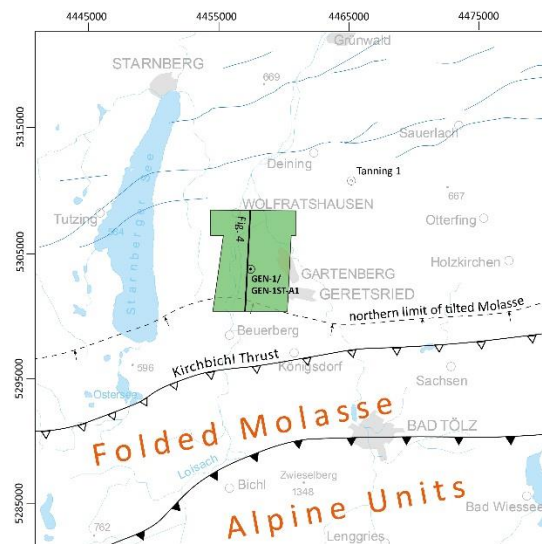 4445000
4455000
4465000
4475000
Grünwald
STARNBERG
669
5315000
Sauerlach
Deining
Tanning 1
667
WOLFRATSHAUSEN
Tutzing
584
Otterfing
Starnberger See
Fig. 4
5305000
Holzkirchen
GEN-1/
GEN-1ST-A1
GARTENBERG
GERETSRIED
northern limit of tilted Molasse
Beuerberg
Kirchbichl Thrust
Königsdorf
596
5295000
Sachsen
Ostersee
Folded Molasse
BAD TÖLZ
Loisach
Zwieselberg
1348
Bichl
5285000
Alpine Units
Bad Wiessee
762
Lenggries